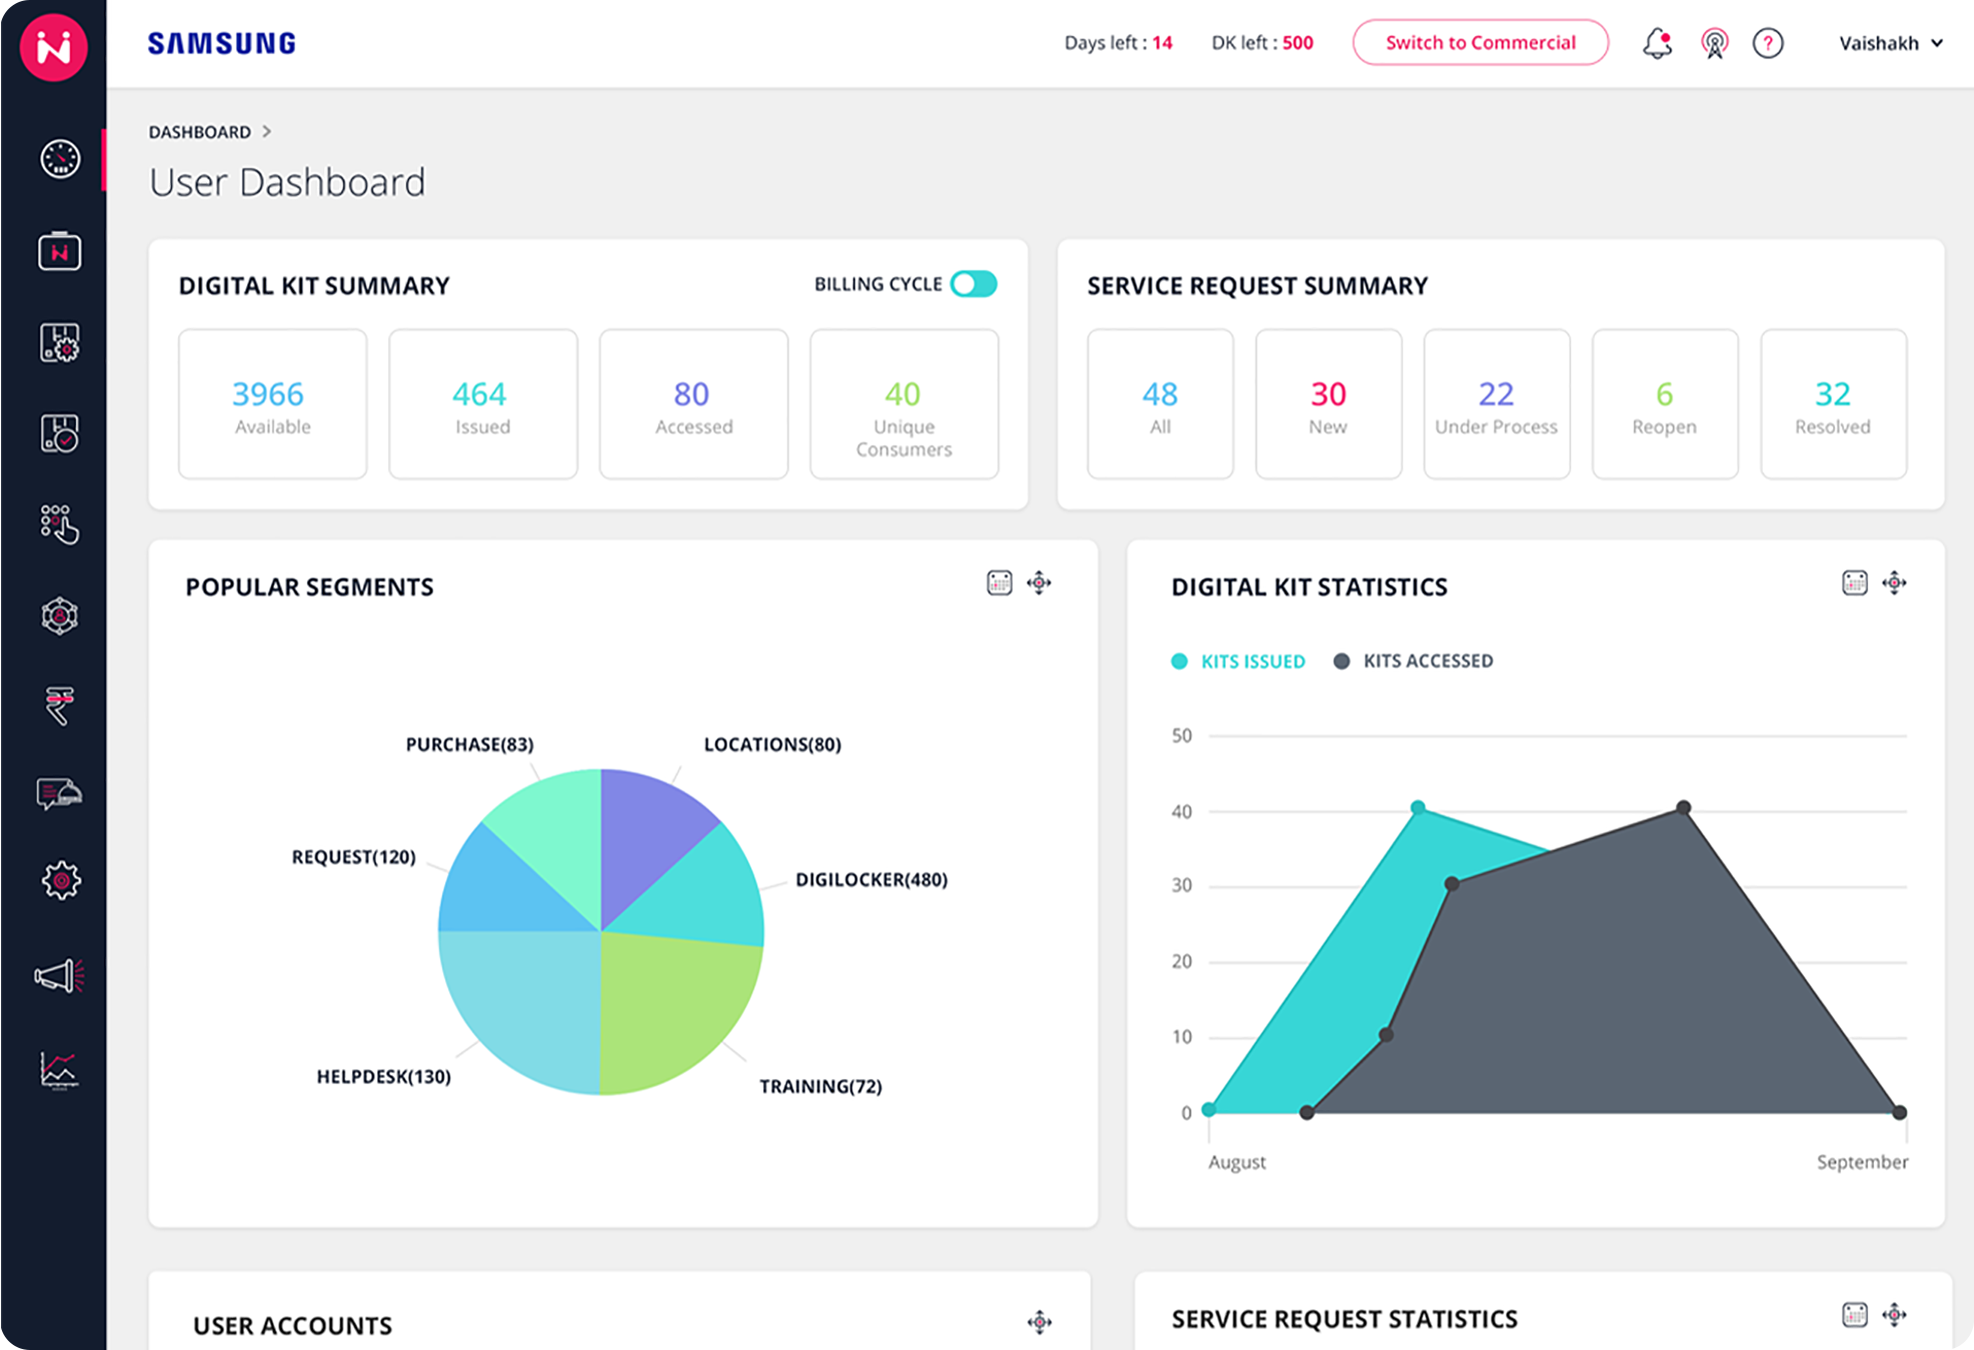 SAMSUNG
Days left : 14
DK left : 500
Switch to Commercial
?
Vaishakh
DASHBOARD >
User Dashboard
DIGITAL KIT SUMMARY
BILLING CYCLE
3966
Available
464
Issued
80
Accessed
40
Unique
Consumers
SERVICE REQUEST SUMMARY
48
All
30
New
22
Under Process
6
Reopen
32
Resolved
POPULAR SEGMENTS
PURCHASE(83)
LOCATIONS(80)
REQUEST(120)
DIGILOCKER(480)
HELPDESK(130)
TRAINING(72)
DIGITAL KIT STATISTICS
KITS ISSUED
KITS ACCESSED
50
40
30
20
10
0
August
September
USER ACCOUNTS
SERVICE REQUEST STATISTICS